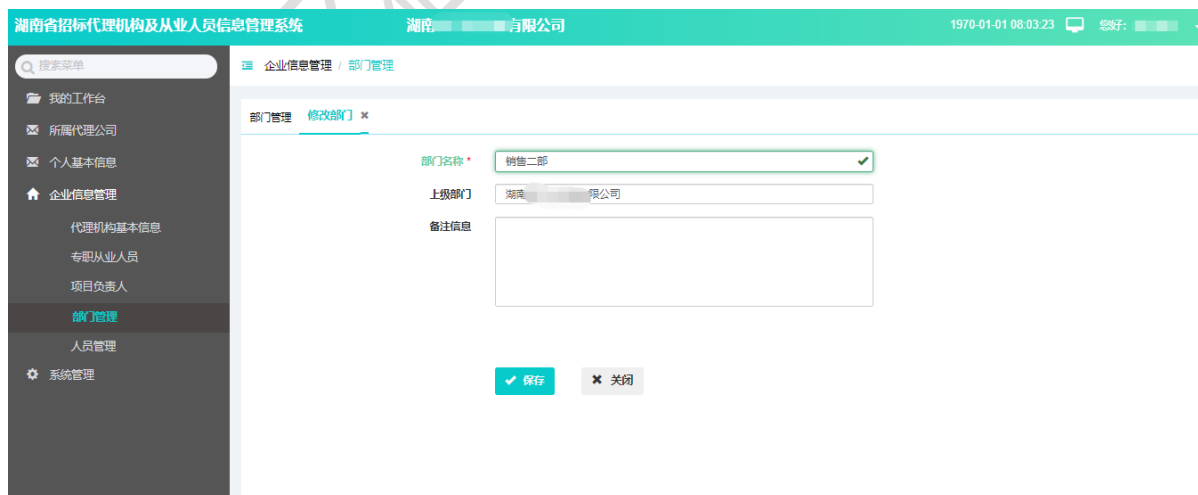 湖南省招标代理机构及从业人员信息管理系统 湖南 有限公司 1970-01-01 08:03:23 您好:
搜索菜单 企业信息管理 / 部门管理
我的工作台
部门管理 修改部门
所属代理公司
部门名称 * 销售二部
个人基本信息
上级部门 湖南 限公司
企业信息管理
备注信息
代理机构基本信息
专职从业人员
项目负责人
部门管理
人员管理
系统管理
保存 关闭